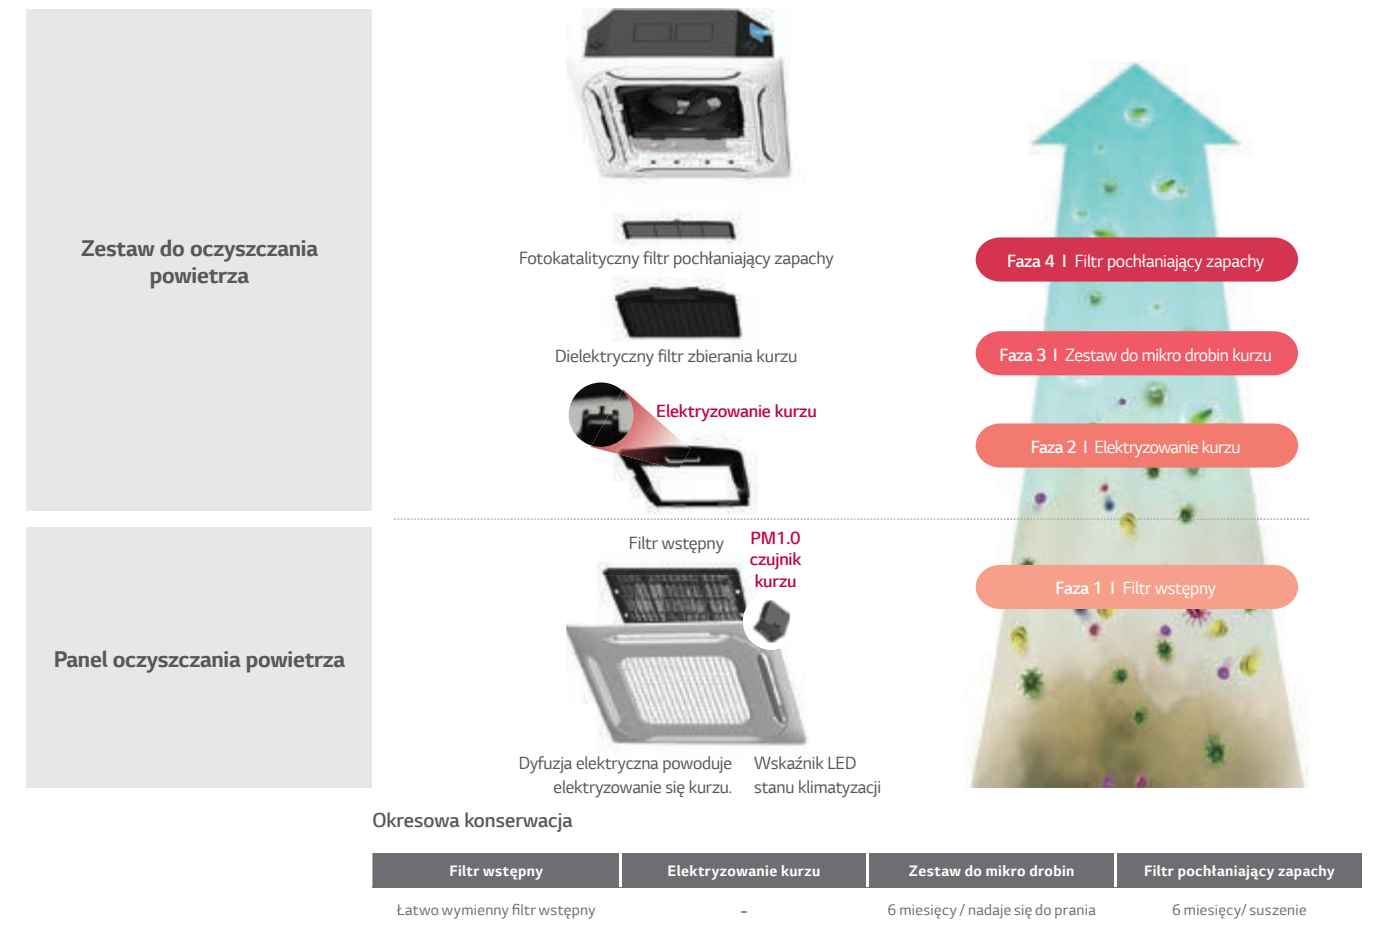 Zestaw do oczyszczania
powietrza
Fotokatalityczny filtr pochłaniający zapachy
Dielektryczny filtr zbierania kurzu
Elektryzowanie kurzu
Faza 4 I Filtr pochłaniający zapachy
Faza 3 I Zestaw do mikro drobin kurzu
Faza 2 I Elektryzowanie kurzu
Panel oczyszczania powietrza
Filtr wstępny
PM1.0
czujnik
kurzu
Faza 1 I Filtr wstępny
Dyfuzja elektryczna powoduje
elektryzowanie się kurzu.
Wskaźnik LED
stanu klimatyzacji
Okresowa konserwacja
Filtr wstępny Elektryzowanie kurzu Zestaw do mikro drobin Filtr pochłaniający zapachy
Łatwo wymienny filtr wstępny - 6 miesięcy / nadaje się do prania 6 miesięcy/ suszenie